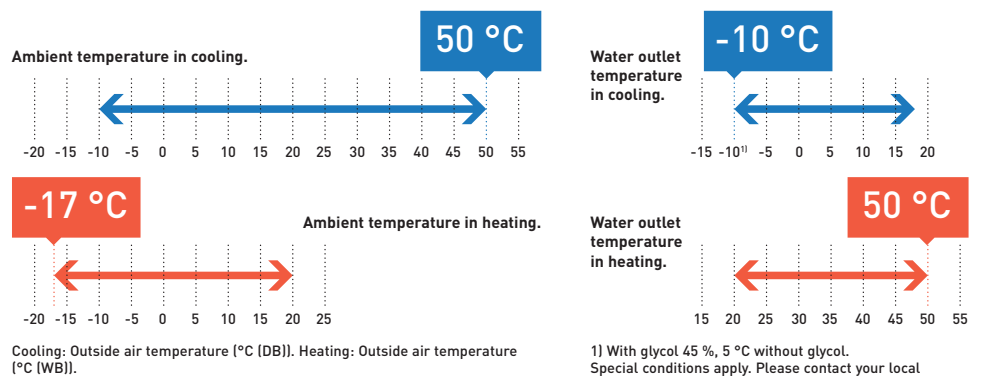 50 °C
Ambient temperature in cooling.
-20 -15 -10 -5 0 5 10 15 20 25 30 35 40 45 50 55
-10 °C
Water outlet
temperature
in cooling.
-15 -10¹⁾ -5 0 5 10 15 20
-17 °C
Ambient temperature in heating.
-20 -15 -10 -5 0 5 10 15 20 25
50 °C
Water outlet
temperature
in heating.
15 20 25 30 35 40 45 50 55
Cooling: Outside air temperature (°C (DB)). Heating: Outside air temperature
(°C (WB)).
1) With glycol 45 %, 5 °C without glycol.
Special conditions apply. Please contact your local